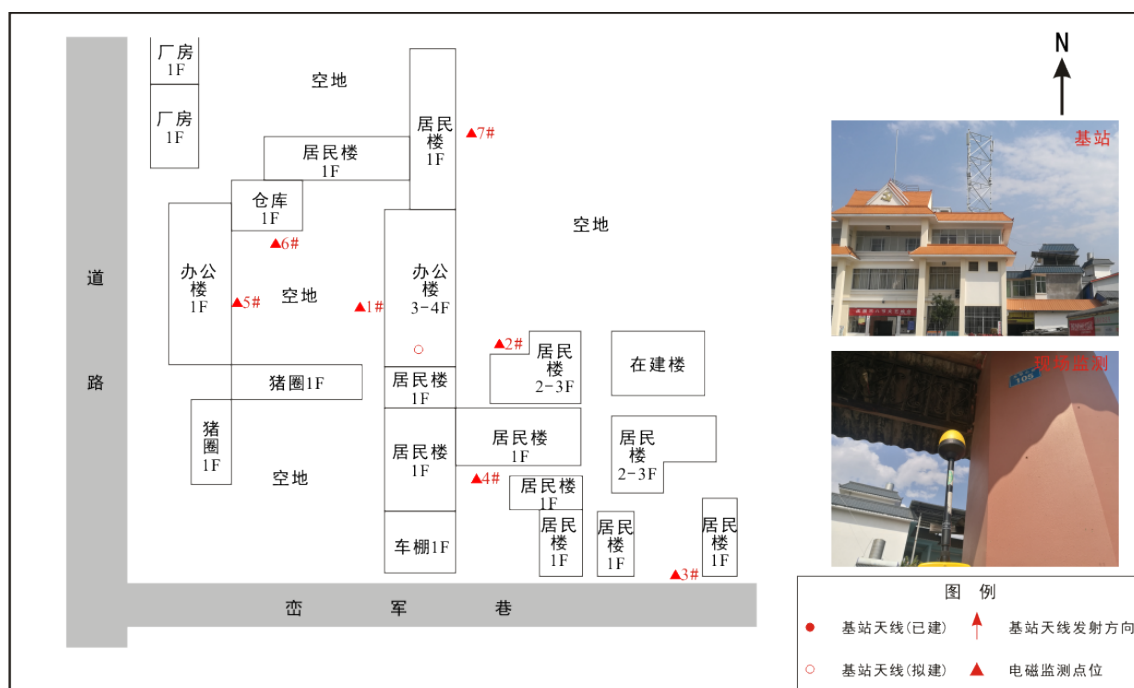 厂房
1F
厂房
1F
空地
居民
楼
1F
▲7#
居民楼
1F
仓库
1F
▲6#
办公
楼
1F
▲5#
空地
▲1#
办公
楼
3-4F
空地
道
路
▲2#
居民
楼
2-3F
在建楼
猪圈1F
居民楼
1F
猪
圈
1F
空地
居民楼
1F
居民楼
1F
居民
楼
2-3F
▲4#
居民楼
1F
车棚1F
居民
楼
1F
居民
楼
1F
居民
楼
1F
▲3#
峦军巷
N
基站
现场监测
105
图 例
基站天线(已建)
基站天线发射方向
基站天线(拟建)
电磁监测点位